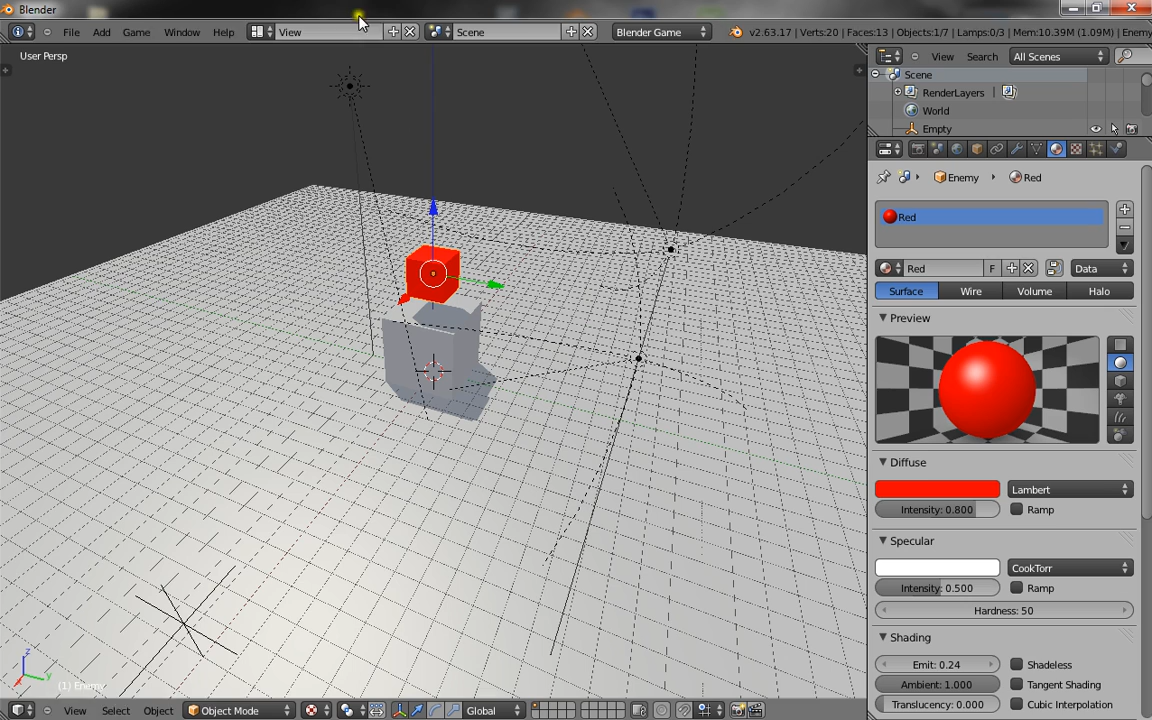 Blender
File Add Game Window Help View Scene Blender Game v2.63.17 | Verts:20 | Faces:13 | Objects:1/7 | Lamps:0/3 | Mem:10.39M (1.09M) | Enemy
User Persp
View Search All Scenes
Scene
RenderLayers |
World
Empty
Enemy Red
Red
Red F Data
Surface Wire Volume Halo
Preview
Diffuse
Lambert
Intensity: 0.800 Ramp
Specular
CookTorr
Intensity: 0.500 Ramp
Hardness: 50
Shading
Emit: 0.24 Shadeless
Ambient: 1.000 Tangent Shading
Translucency: 0.000 Cubic Interpolation
z
y
x
(1) Enemy
View Select Object Object Mode Global